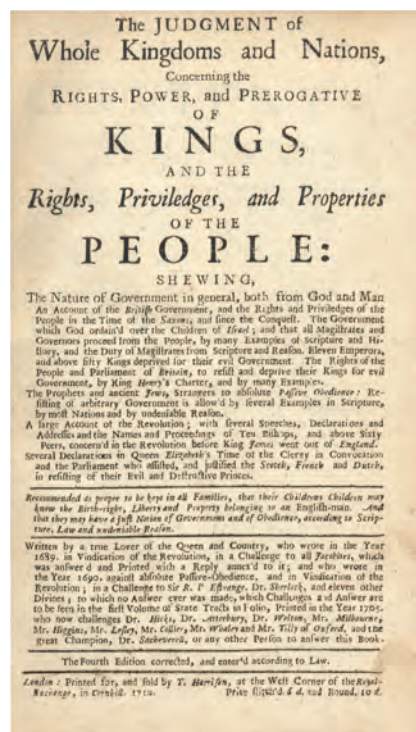 The JUDGMENT of
Whole Kingdoms and Nations,
Concerning the
RIGHTS, POWER, and PREROGATIVE
OF
KINGS,
AND THE
Rights, Priviledges, and Properties
OF THE
PEOPLE:
SHEWING,
The Nature of Government in general, both from God and Man
An Account of the British Government, and the Rights and Priviledges of the
People in the Time of the Saxons, and since the Conquest. The Government
which God ordain'd over the Children of Israel; and that all Magistrates and
Governors proceed from the People, by many Examples of Scripture and Hi-
story, and the Duty of Magistrates from Scripture and Reason. Eleven Emperors,
and above fifty Kings deprived for their evil Government. The Rights of the
People and Parliament of Britain, to resist and deprive their Kings for evil
Government, by King Henry's Charter, and by many Examples.
The Prophets and ancient Jews, Strangers to absolute Passive Obedience: Re-
sisting of arbitrary Government is allow'd by several Examples in Scripture,
by most Nations and by undeniable Reason.
A large Account of the Revolution; with several Speeches, Declarations and
Addresses and the Names and Proceedings of Ten Bishops, and above Sixty
Peers, concern'd in the Revolution before King James went out of England.
Several Declarations in Queen Elizabeth's Time of the Clergy in Convocation
and the Parliament who assisted, and justified the Scotch, French and Dutch,
in resisting of their Evil and Destructive Princes.
Recommended as proper to be kept in all Families, that their Childrens Children may
know the Birth-right, Liberty and Property belonging to an English-man. And
that they may have a just Notion of Government and of Obedience, according to Scrip-
ture, Law and undeniable Reason.
Written by a true Lover of the Queen and Country, who wrote in the Year
1689. in Vindication of the Revolution, in a Challenge to all Jacobites, which
was answer'd and Printed with a Reply annex'd to it; and who wrote in
the Year 1690. against absolute Passive-Obedience, and in Vindication of the
Revolution; in a Challenge to Sir R. L'Estrange, Dr. Sherlock, and eleven other
Divines; to which no Answer ever was made, which Challenges and Answer are
to be seen in the first Volume of State Tracts in Folio, Printed in the Year 1705.
who now challenges Dr. Hicks, Dr. Atterbury, Dr. Welton, Mr. Milbourne,
Mr. Higgins, Mr. Lesley, Mr. Collier, Mr. Whaley and Mr. Tilly of Oxford, and the
great Champion, Dr. Sacheverell, or any other Person to answer this Book.
The Fourth Edition corrected, and enter'd according to Law.
London: Printed for, and sold by T. Harrison, at the West Corner of the Royal-
Exchange, in Cornhill. 1710. Price stitch'd. 8 d. and Bound, 10 d.